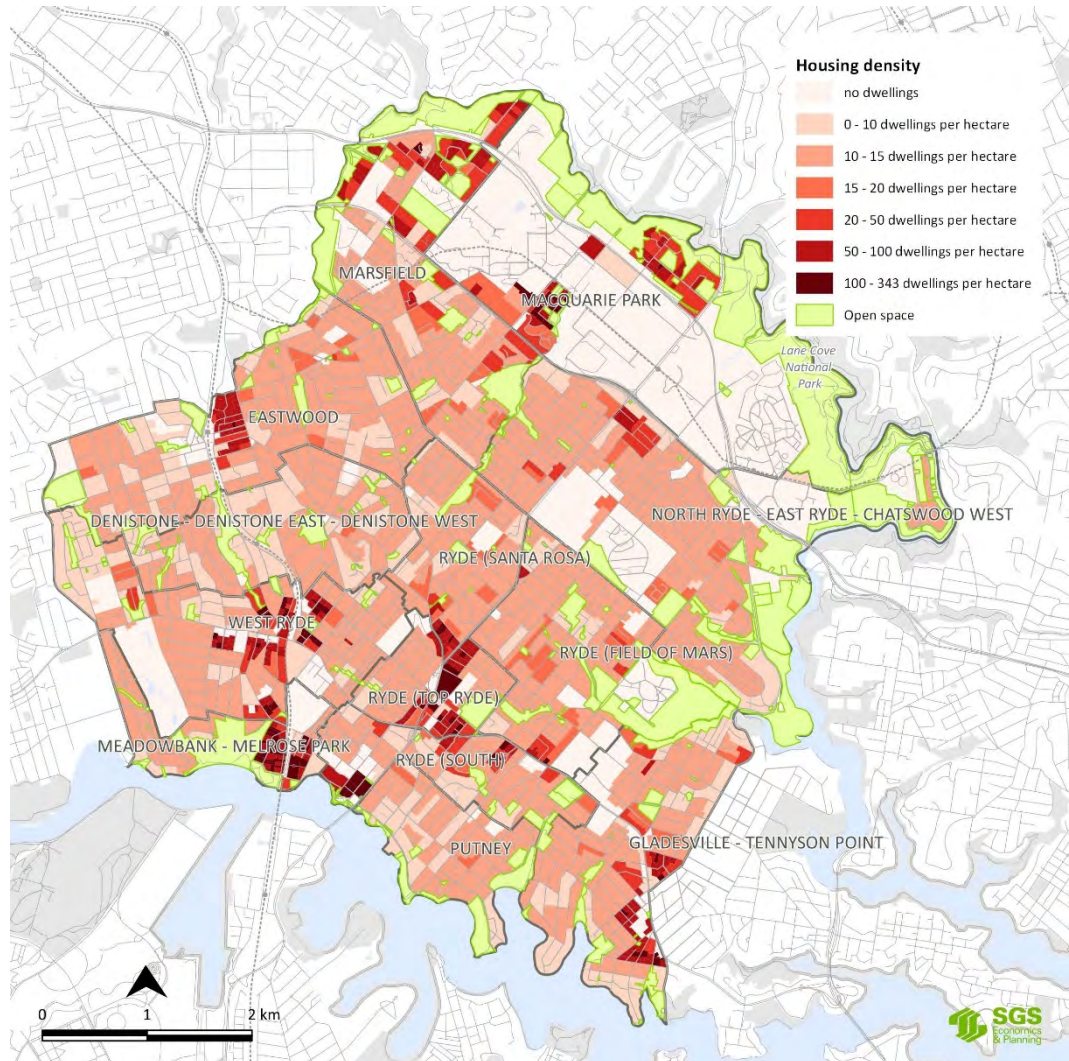 Housing density
no dwellings
0 - 10 dwellings per hectare
10 - 15 dwellings per hectare
15 - 20 dwellings per hectare
20 - 50 dwellings per hectare
50 - 100 dwellings per hectare
100 - 343 dwellings per hectare
Open space
MARSFIELD
MACQUARIE PARK
Lane Cove
National
Park
EASTWOOD
DENISTONE - DENISTONE EAST - DENISTONE WEST
NORTH RYDE - EAST RYDE - CHATSWOOD WEST
RYDE (SANTA ROSA)
WEST RYDE
RYDE (FIELD OF MARS)
RYDE (TOP RYDE)
MEADOWBANK - MELROSE PARK
RYDE (SOUTH)
PUTNEY
GLADESVILLE - TENNYSON POINT
0 1 2 km
SGS
Economics
& Planning